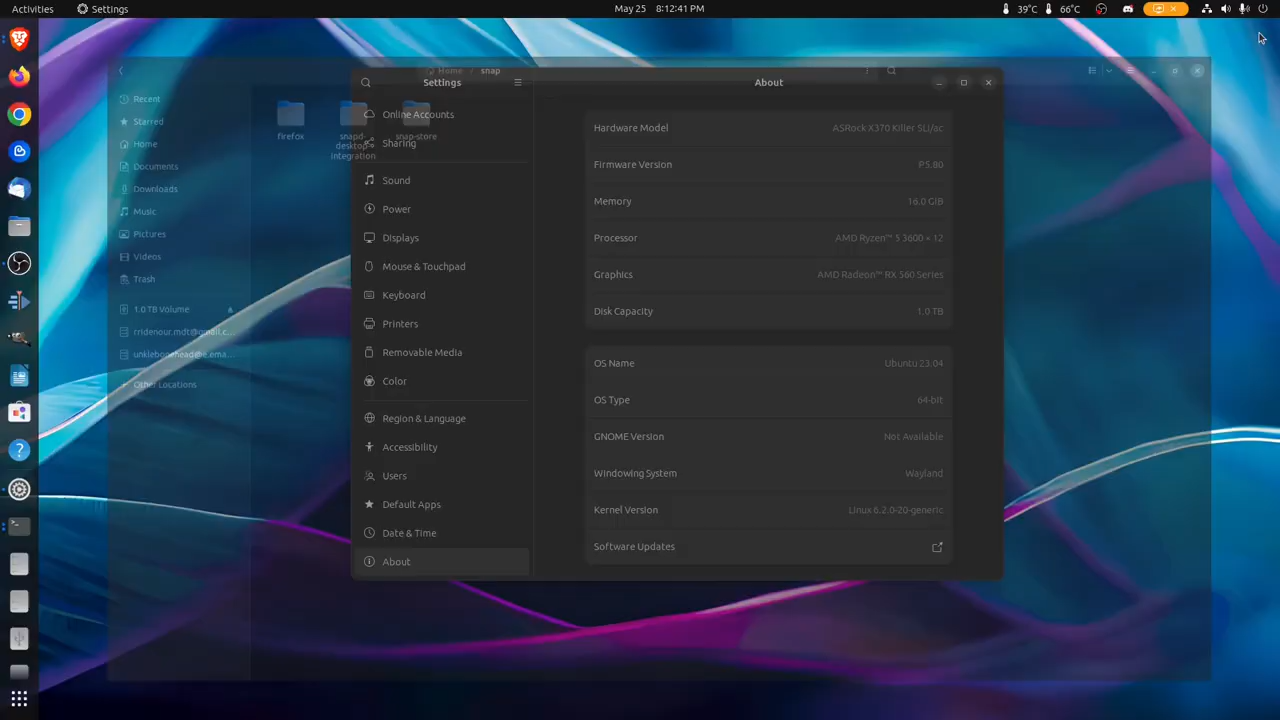 Activities
Settings
May 25 8:12:41 PM
39°C
66°C
Home / snap
Recent
Starred
Home
Documents
Downloads
Music
Pictures
Videos
Trash
1.0 TB Volume
rridenour.mdt@gmail.c...
unklebonehead@e.ema...
Other Locations
firefox
snapd-
desktop-
integration
snap-store
Settings
Online Accounts
Sharing
Sound
Power
Displays
Mouse & Touchpad
Keyboard
Printers
Removable Media
Color
Region & Language
Accessibility
Users
Default Apps
Date & Time
About
About
Hardware Model ASRock X370 Killer SLI/ac
Firmware Version P5.80
Memory 16.0 GiB
Processor AMD Ryzen™ 5 3600 × 12
Graphics AMD Radeon™ RX 560 Series
Disk Capacity 1.0 TB
OS Name Ubuntu 23.04
OS Type 64-bit
GNOME Version Not Available
Windowing System Wayland
Kernel Version Linux 6.2.0-20-generic
Software Updates